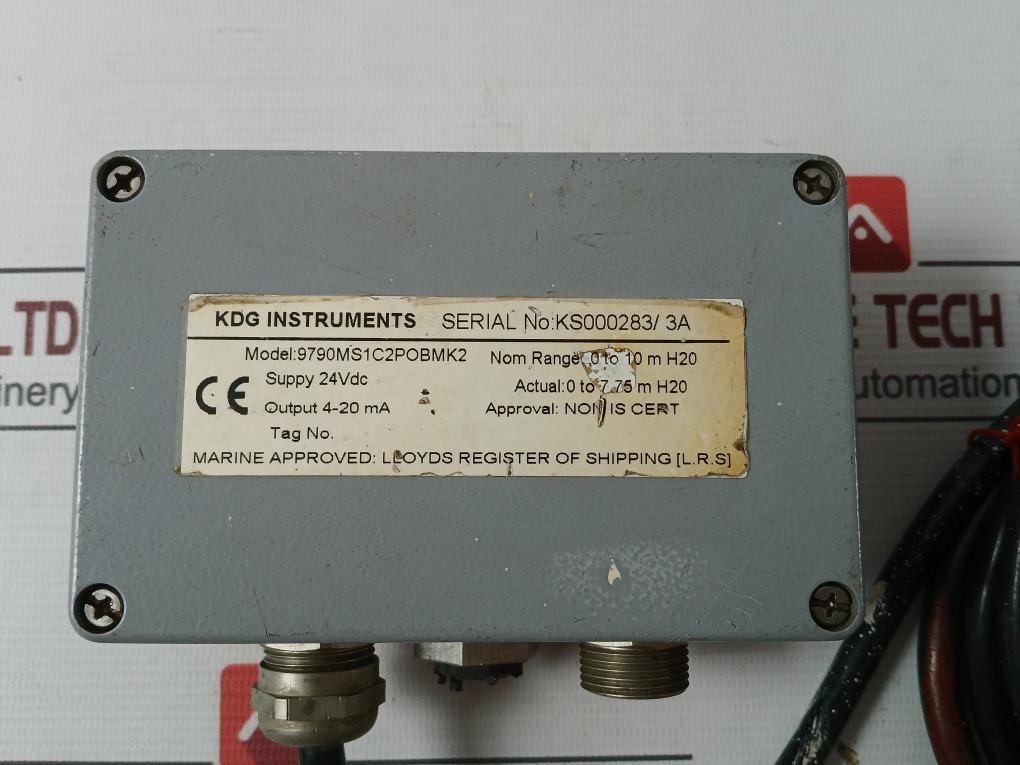 KDG INSTRUMENTS SERIAL No:KS000283/ 3A
Model:9790MS1C2POBMK2 Nom Range: 0 to 10 m H20
Suppy 24Vdc Actual:0 to 7.75 m H20
CE
Output 4-20 mA Approval: NON IS CERT
Tag No.
MARINE APPROVED: LLOYDS REGISTER OF SHIPPING [L.R.S]
LTD
E TECH
inery
utomation